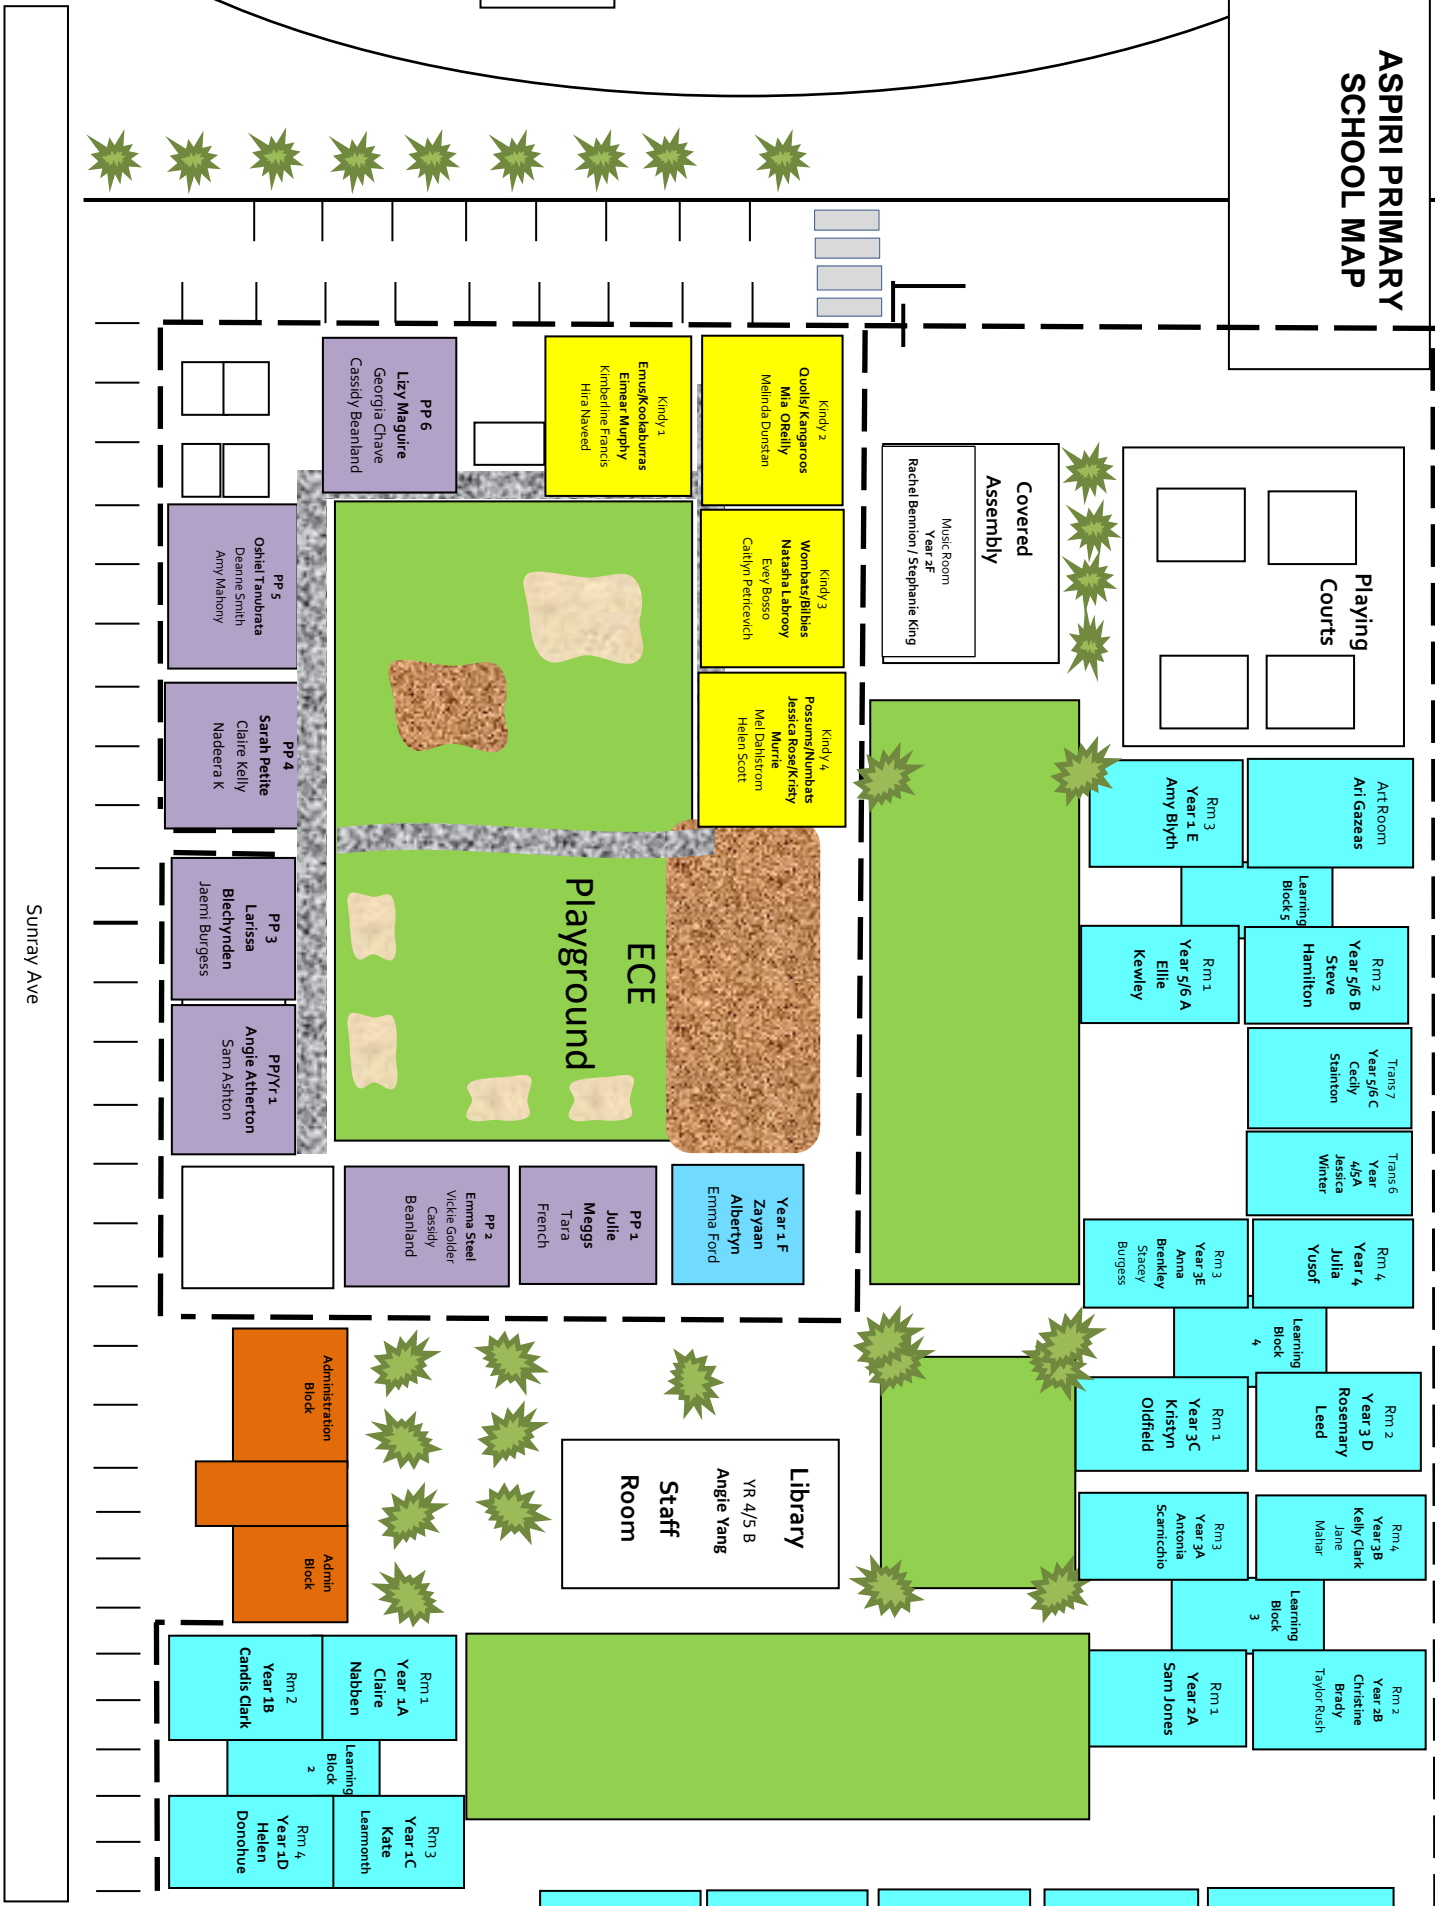 ASPIRI PRIMARY
SCHOOL MAP
Playing
Courts
Covered
Assembly
Music Room
Year 2F
Rachel Bennion / Stephanie King
Kindy 2
Quolls/Kangaroos
Mia OReilly
Melinda Dunstan
Kindy 1
Emus/Kookaburras
Eimear Murphy
Kimberline Francis
Hira Naveed
PP 6
Lizy Maguire
Georgia Chave
Cassidy Beanland
Kindy 3
Wombats/Bilbies
Natasha Labrooy
Evey Bosso
Caitlyn Petricevich
PP 5
Oshiel Tanubrata
Deanne Smith
Amy Mahony
Kindy 4
Possums/Numbats
Jessica Rose/Kristy
Murrie
Mel Dahlstrom
Helen Scott
PP 4
Sarah Petite
Claire Kelly
Nadeera K
Art Room
Ari Gazeas
Rm 3
Year 1 E
Amy Blyth
Learning
Block 5
Rm 2
Year 5/6 B
Steve
Hamilton
Rm 1
Year 5/6 A
Ellie
Kewley
ECE
Playground
PP 3
Larissa
Blechynden
Jaemi Burgess
PP/Yr 1
Angie Atherton
Sam Ashton
Sunray Ave
Trans 7
Year 5/6 C
Cecily
Stainton
Trans 6
Year
4/5A
Jessica
Winter
Year 1 F
Zayaan
Albertyn
Emma Ford
PP 1
Julie
Meggs
Tara
French
PP 2
Emma Steel
Vickie Golder
Cassidy
Beanland
Rm 4
Year 4
Julia
Yusof
Rm 3
Year 3E
Anna
Brenkley
Stacey
Burgess
Learning
Block
4
Rm 2
Year 3 D
Rosemary
Leed
Rm 1
Year 3C
Kristyn
Oldfield
Administration
Block
Library
YR 4/5 B
Angie Yang
Staff
Room
Rm 4
Year 3B
Kelly Clark
Jane
Mahar
Rm 3
Year 3A
Antonia
Scarnicchio
Admin
Block
Learning
Block
3
Rm 2
Year 2B
Christine
Brady
Taylor Rush
Rm 1
Year 2A
Sam Jones
Rm 1
Year 1A
Claire
Nabben
Rm 2
Year 1B
Candis Clark
Learning
Block
2
Rm 3
Year 1C
Kate
Learmonth
Rm 4
Year 1D
Helen
Donohue